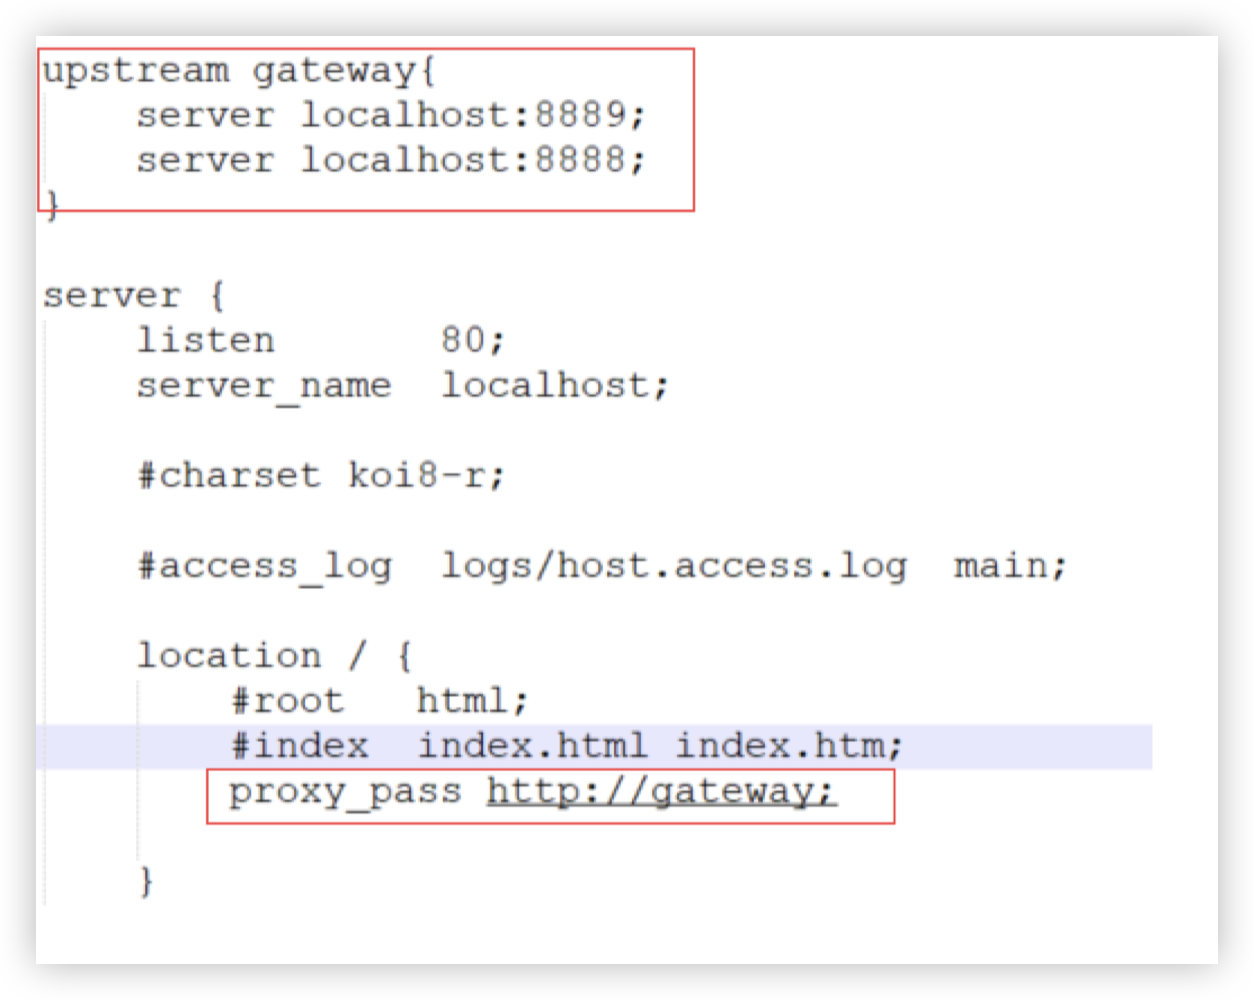 upstream gateway{
    server localhost:8889;
    server localhost:8888;
}
server {
    listen       80;
    server_name  localhost;
    #charset koi8-r;
    #access_log  logs/host.access.log  main;
    location / {
        #root   html;
        #index  index.html index.htm;
        proxy_pass http://gateway;
    }